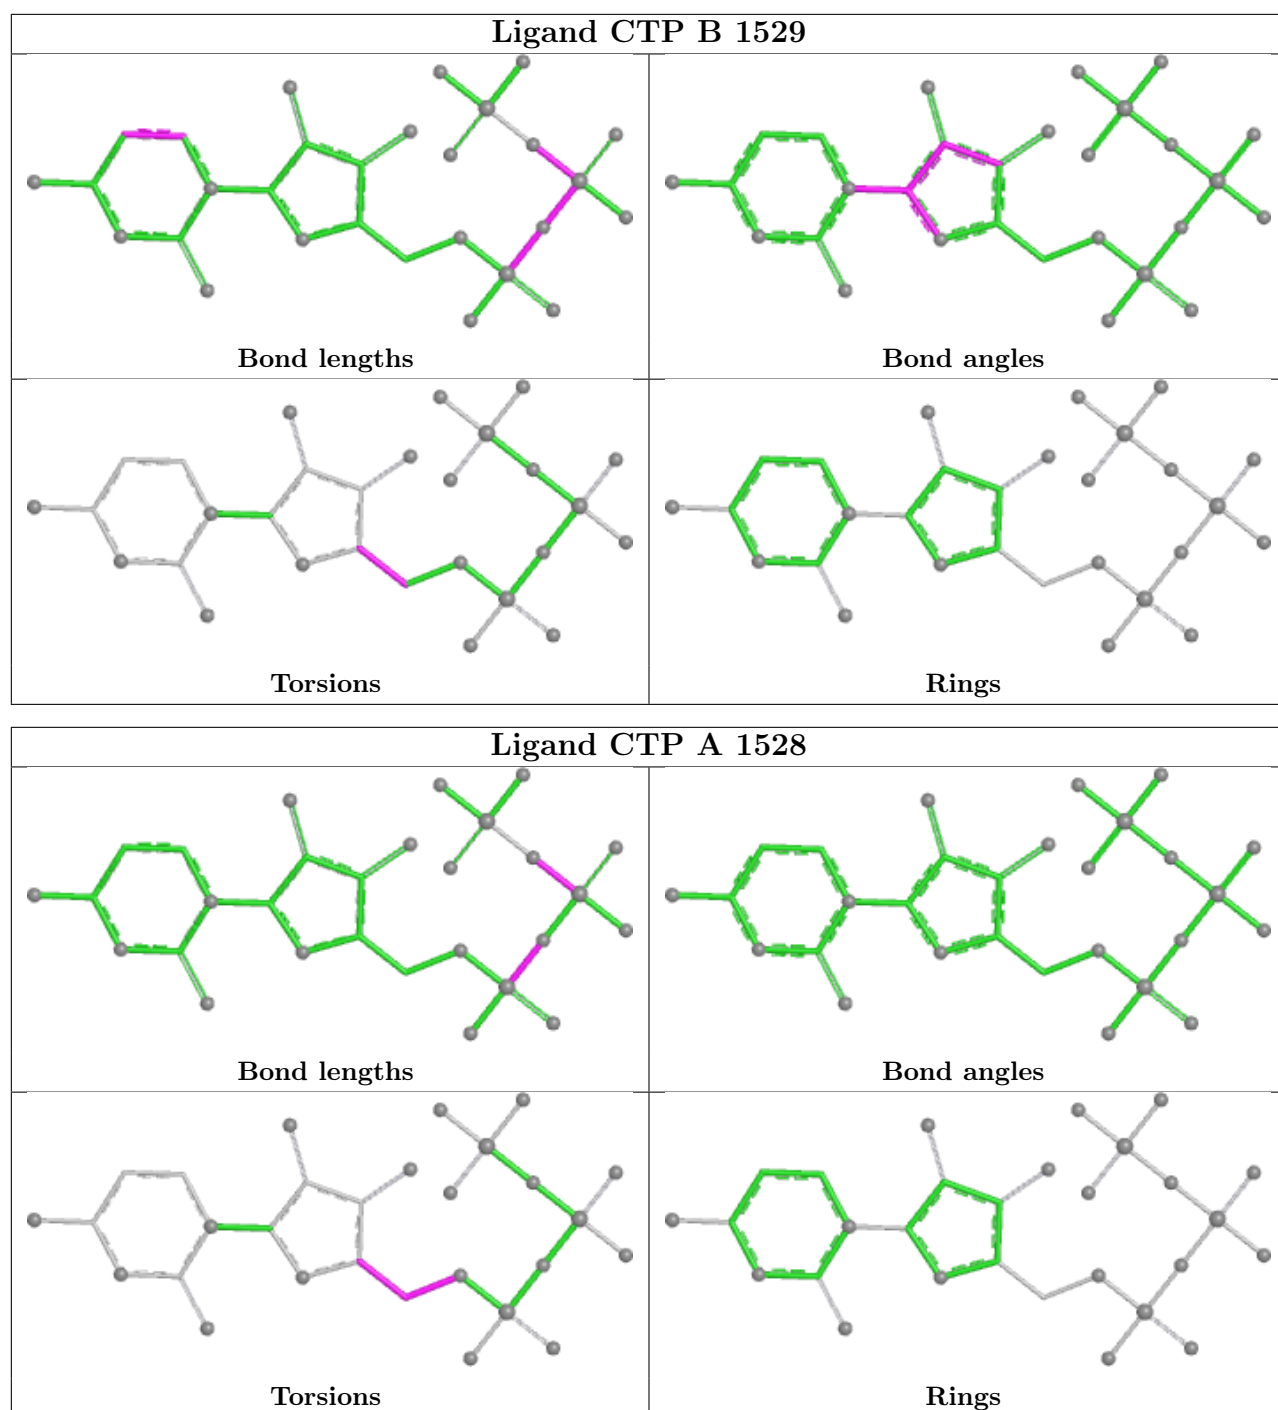 Ligand CTP B 1529
Bond lengths
Bond angles
Torsions
Rings
Ligand CTP A 1528
Bond lengths
Bond angles
Torsions
Rings